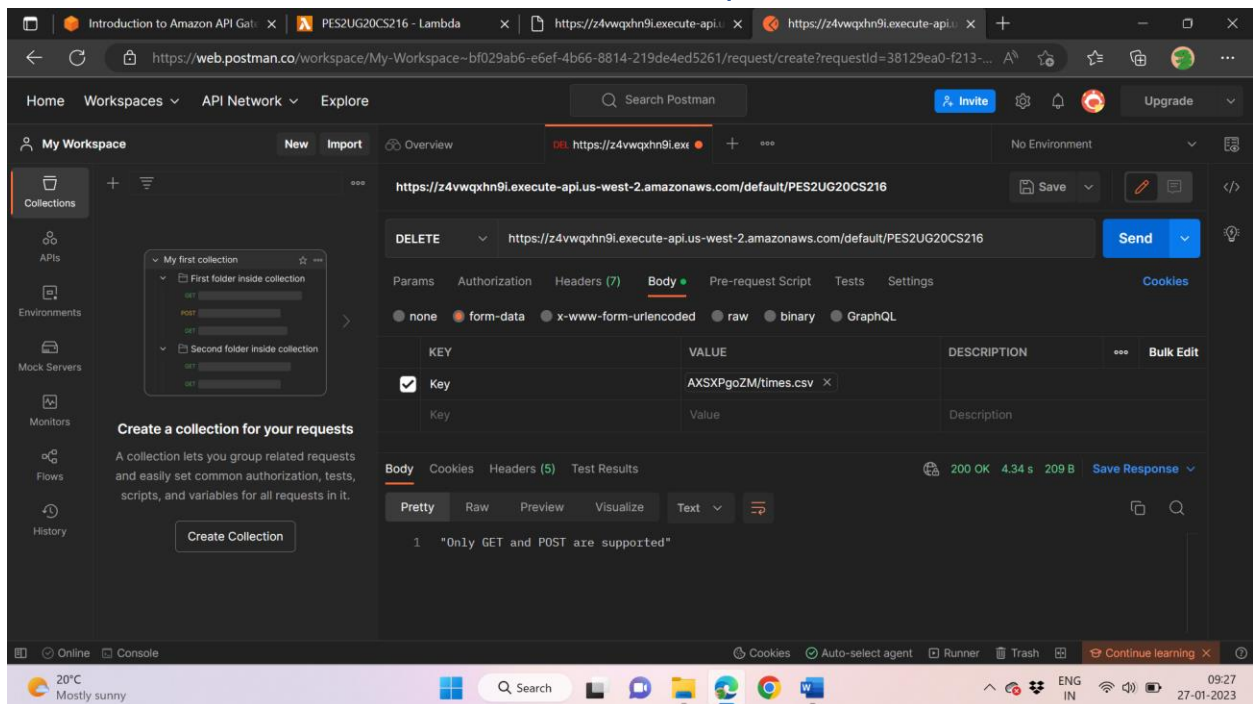 Introduction to Amazon API Gat
PES2UG20CS216 - Lambda
https://z4vwqxhn9i.execute-api.u
https://z4vwqxhn9i.execute-api.u
https://web.postman.co/workspace/My-Workspace~bf029ab6-e6ef-4b66-8814-219de4ed5261/request/create?requestId=38129ea0-f213-...
Home Workspaces API Network Explore
Search Postman
Invite
Upgrade
My Workspace
New Import
Overview
DEL https://z4vwqxhn9i.exe
No Environment
Collections
https://z4vwqxhn9i.execute-api.us-west-2.amazonaws.com/default/PES2UG20CS216
Save
APIs
DELETE https://z4vwqxhn9i.execute-api.us-west-2.amazonaws.com/default/PES2UG20CS216
Send
My first collection
First folder inside collection
GET
POST
GET
Second folder inside collection
GET
GET
Params Authorization Headers (7) Body Pre-request Script Tests Settings
Cookies
Environments
none form-data x-www-form-urlencoded raw binary GraphQL
Mock Servers
KEY VALUE DESCRIPTION Bulk Edit
Key AXSXPgoZM/times.csv
Key Value Description
Monitors
Create a collection for your requests
A collection lets you group related requests
and easily set common authorization, tests,
scripts, and variables for all requests in it.
Create Collection
Flows
History
Body Cookies Headers (5) Test Results
200 OK 4.34 s 209 B Save Response
Pretty Raw Preview Visualize Text
1 "Only GET and POST are supported"
Online Console
Cookies Auto-select agent Runner Trash
Continue learning
20°C
Mostly sunny
Search
ENG
IN
09:27
27-01-2023